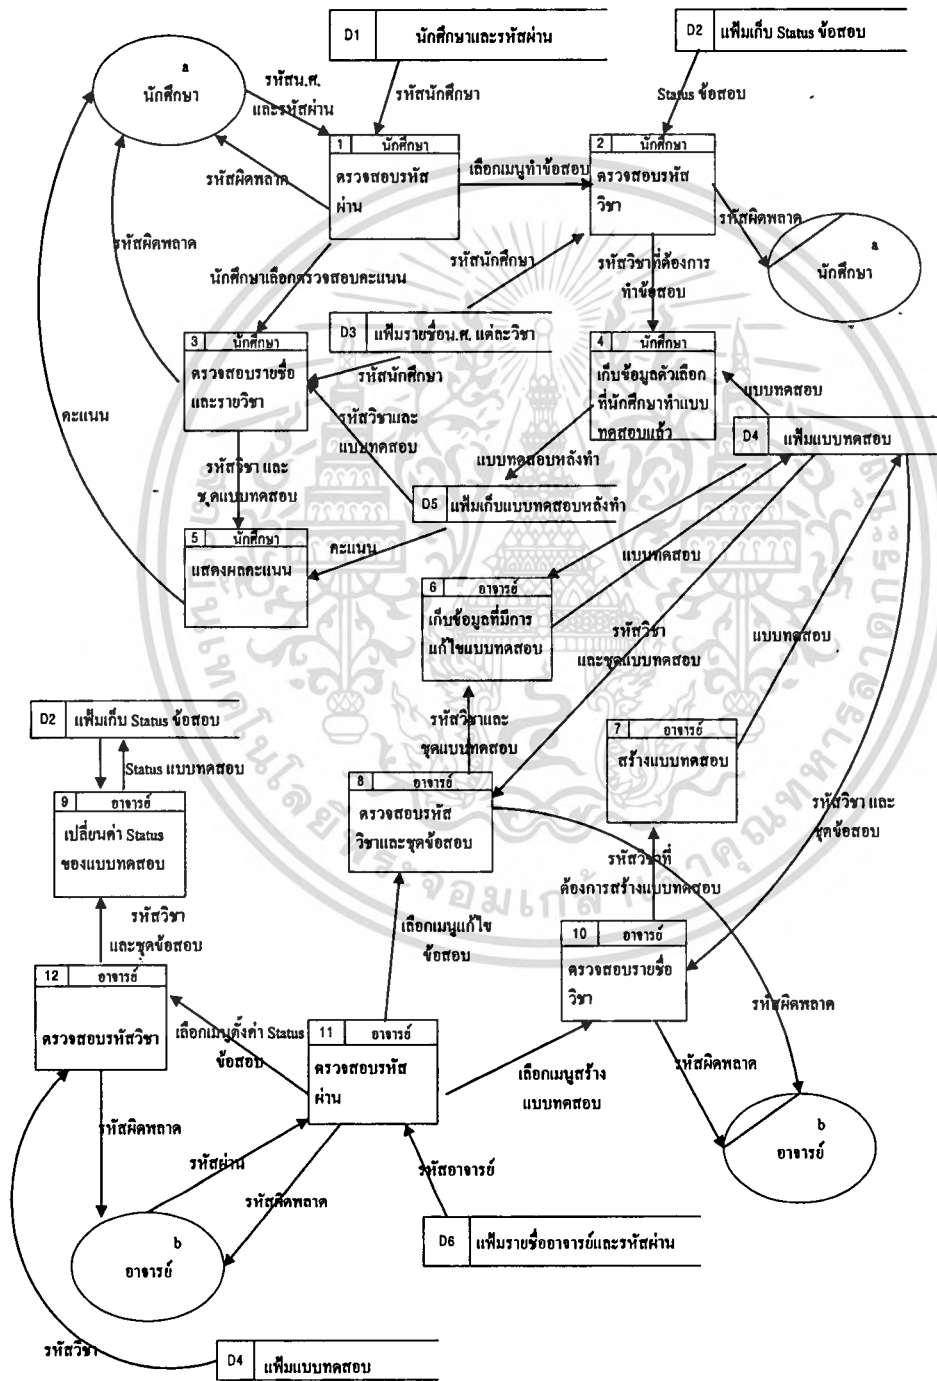 D1 นักศึกษาและรหัสผ่าน
D2 แฟ้มเก็บ Status ข้อสอบ
a
นักศึกษา
รหัสน.ศ.
และรหัสผ่าน
รหัสนักศึกษา
Status ข้อสอบ
1 นักศึกษา
ตรวจสอบรหัส
ผ่าน
รหัสผิดพลาด
เลือกเมนูทำข้อสอบ
2 นักศึกษา
ตรวจสอบรหัส
วิชา
รหัสผิดพลาด
a
นักศึกษา
รหัสผิดพลาด
นักศึกษาเลือกตรวจสอบคะแนน
รหัสนักศึกษา
รหัสวิชาที่ต้องการ
ทำข้อสอบ
D3 แฟ้มรายชื่อน.ศ. แต่ละวิชา
3 นักศึกษา
ตรวจสอบรายชื่อ
และรายวิชา
รหัสนักศึกษา
4 นักศึกษา
เก็บข้อมูลตัวเลือก
ที่นักศึกษาทำแบบ
ทดสอบแล้ว
แบบทดสอบ
D4 แฟ้มแบบทดสอบ
คะแนน
รหัสวิชาและ
แบบทดสอบ
แบบทดสอบหลังทำ
รหัสวิชา และ
ชุดแบบทดสอบ
D5 แฟ้มเก็บแบบทดสอบหลังทำ
5 นักศึกษา
แสดงผลคะแนน
คะแนน
แบบทดสอบ
6 อาจารย์
เก็บข้อมูลที่มีการ
แก้ไขแบบทดสอบ
รหัสวิชา
และชุดแบบทดสอบ
แบบทดสอบ
D2 แฟ้มเก็บ Status ข้อสอบ
Status แบบทดสอบ
รหัสวิชาและ
ชุดแบบทดสอบ
7 อาจารย์
สร้างแบบทดสอบ
8 อาจารย์
ตรวจสอบรหัส
วิชาและชุดข้อสอบ
9 อาจารย์
เปลี่ยนค่า Status
ของแบบทดสอบ
รหัสวิชา และ
ชุดข้อสอบ
รหัสวิชาที่
ต้องการสร้างแบบทดสอบ
รหัสวิชา
และชุดข้อสอบ
เลือกเมนูแก้ไข
ข้อสอบ
10 อาจารย์
ตรวจสอบรายชื่อ
วิชา
12 อาจารย์
ตรวจสอบรหัสวิชา
เลือกเมนูตั้งค่า Status
ข้อสอบ
11 อาจารย์
ตรวจสอบรหัส
ผ่าน
รหัสผิดพลาด
รหัสผิดพลาด
เลือกเมนูสร้าง
แบบทดสอบ
รหัสผิดพลาด
b
อาจารย์
รหัสผ่าน
รหัสผิดพลาด
รหัสอาจารย์
b
อาจารย์
D6 แฟ้มรายชื่ออาจารย์และรหัสผ่าน
รหัสวิชา
D4 แฟ้มแบบทดสอบ
สถาบันเทคโนโลยีพระจอมเกล้าเจ้าคุณทหารลาดกระบัง